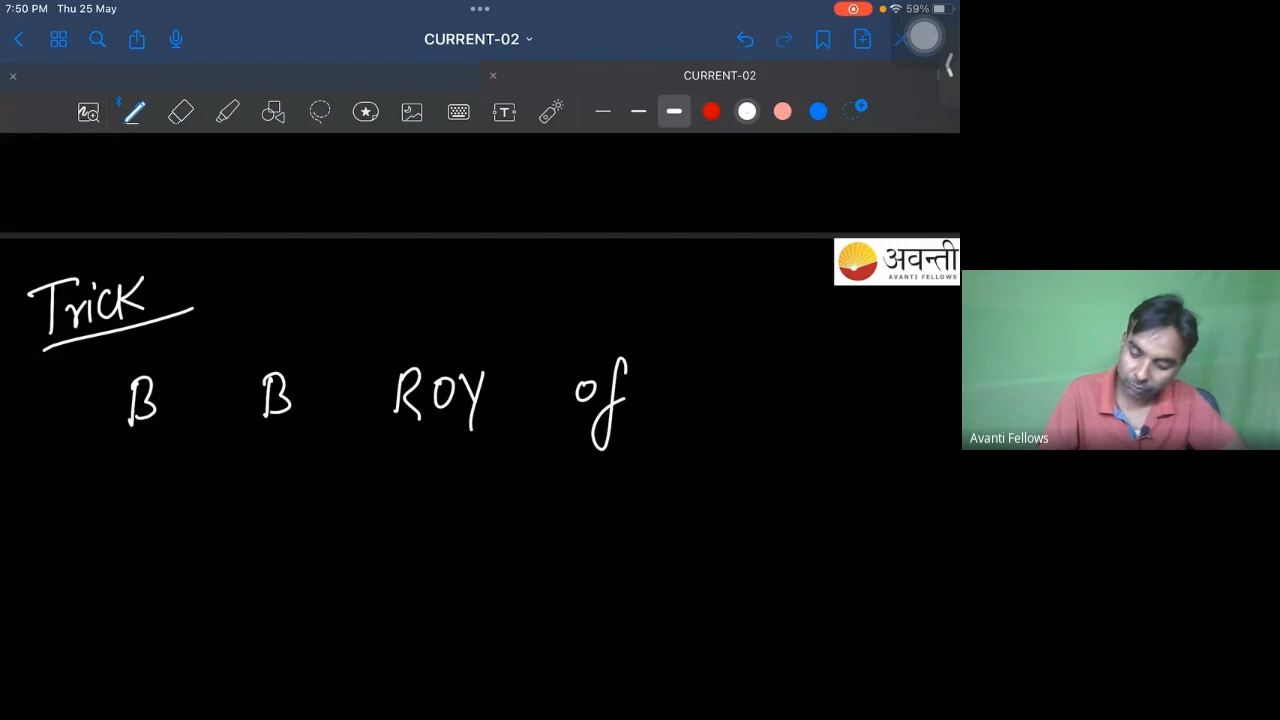 7:50 PM Thu 25 May
59%
CURRENT-02
CURRENT-02
अवन्ती
AVANTI FELLOWS
Trick
B B ROY of
Avanti Fellows